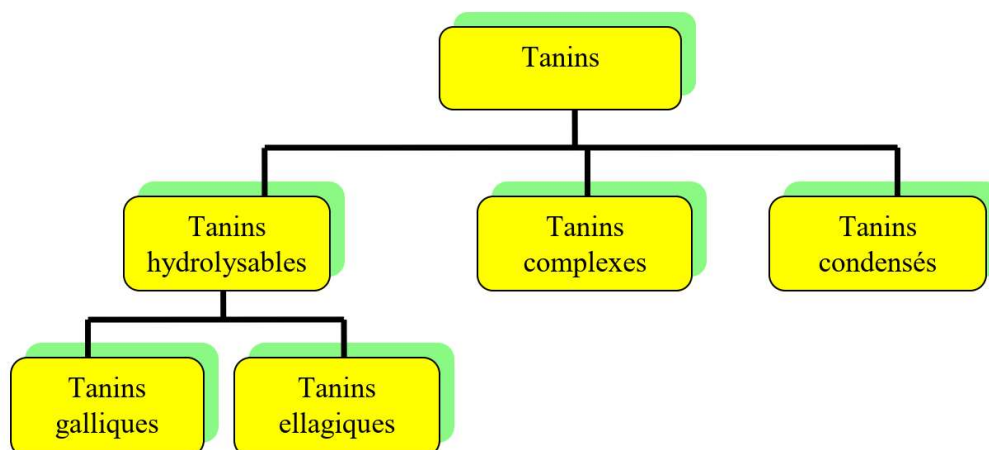 Tanins
Tanins
hydrolysables
Tanins
complexes
Tanins
condensés
Tanins
galliques
Tanins
ellagiques